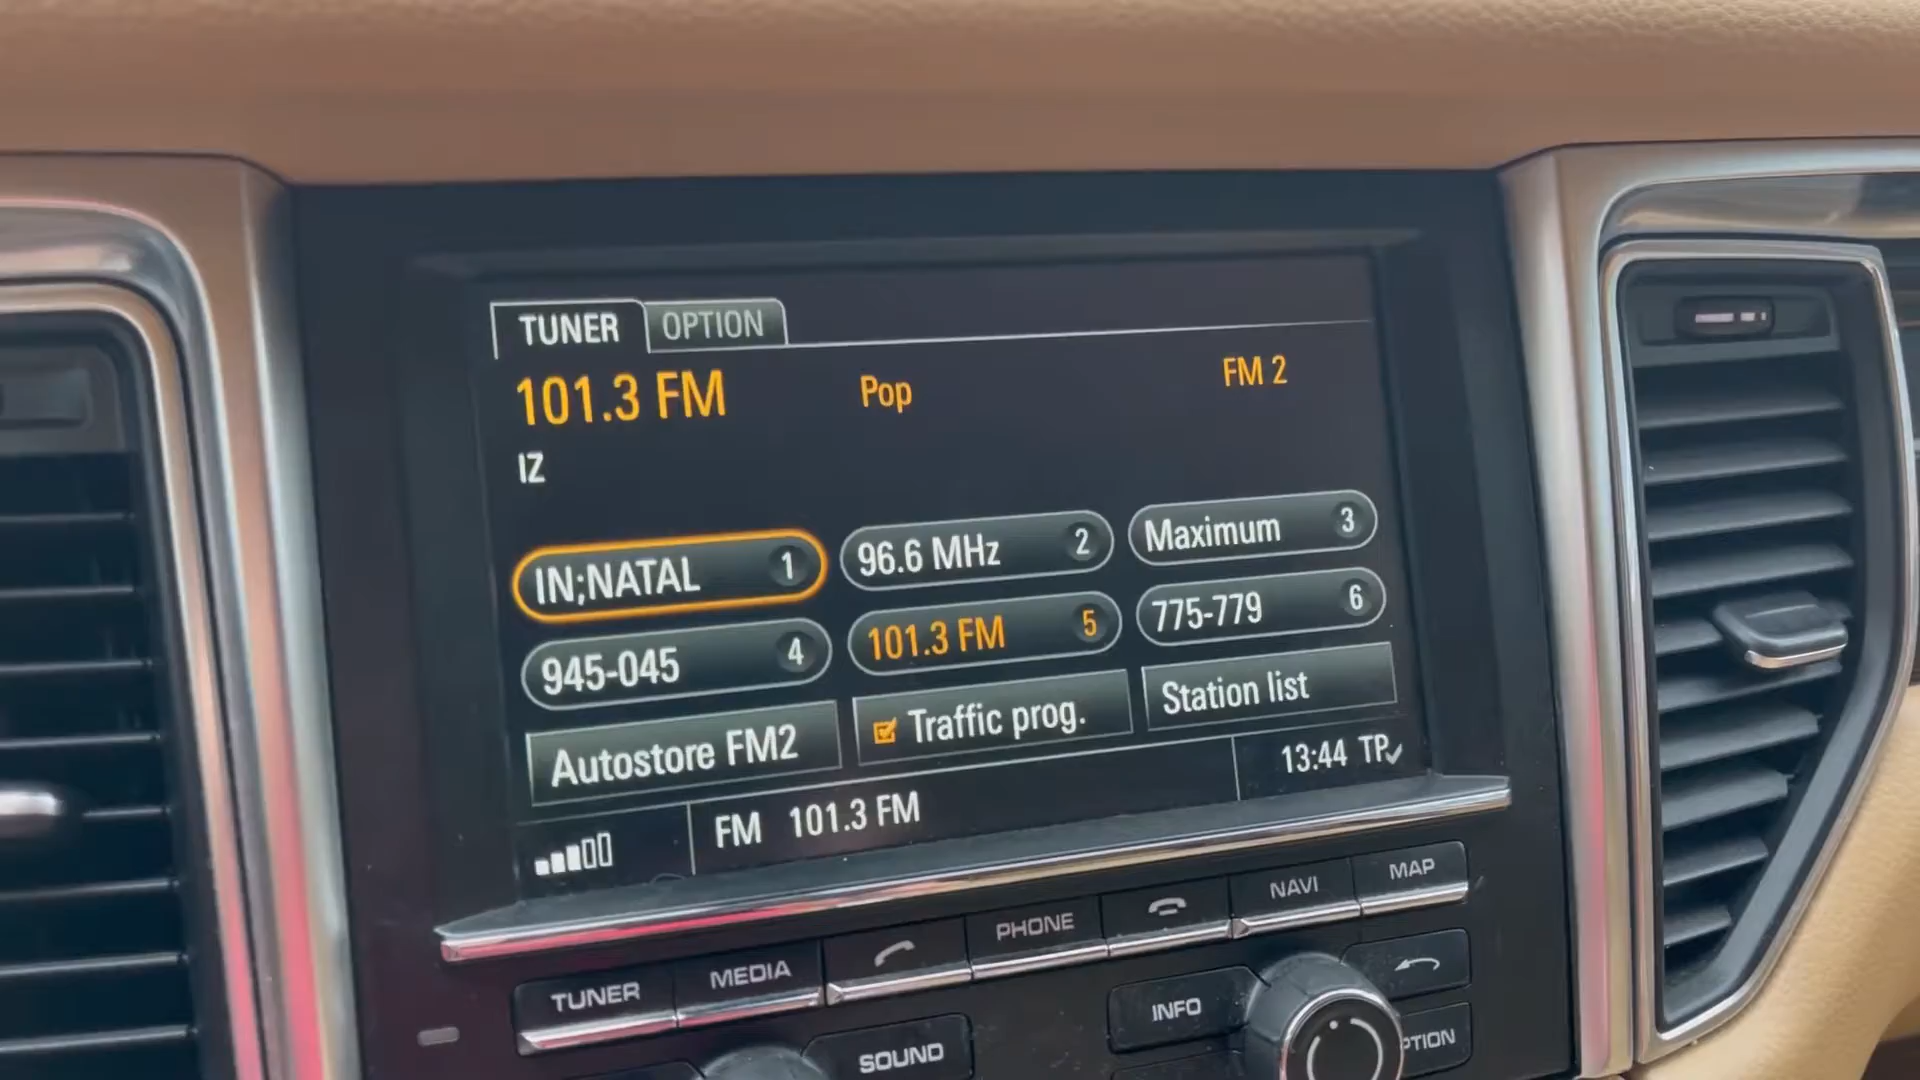 TUNER OPTION
101.3 FM Pop FM 2
IZ
IN;NATAL 1 96.6 MHz 2 Maximum 3
945-045 4 101.3 FM 5 775-779 6
Autostore FM2 Traffic prog. Station list
FM 101.3 FM 13:44 TP
TUNER MEDIA PHONE NAVI MAP
SOUND INFO PTION